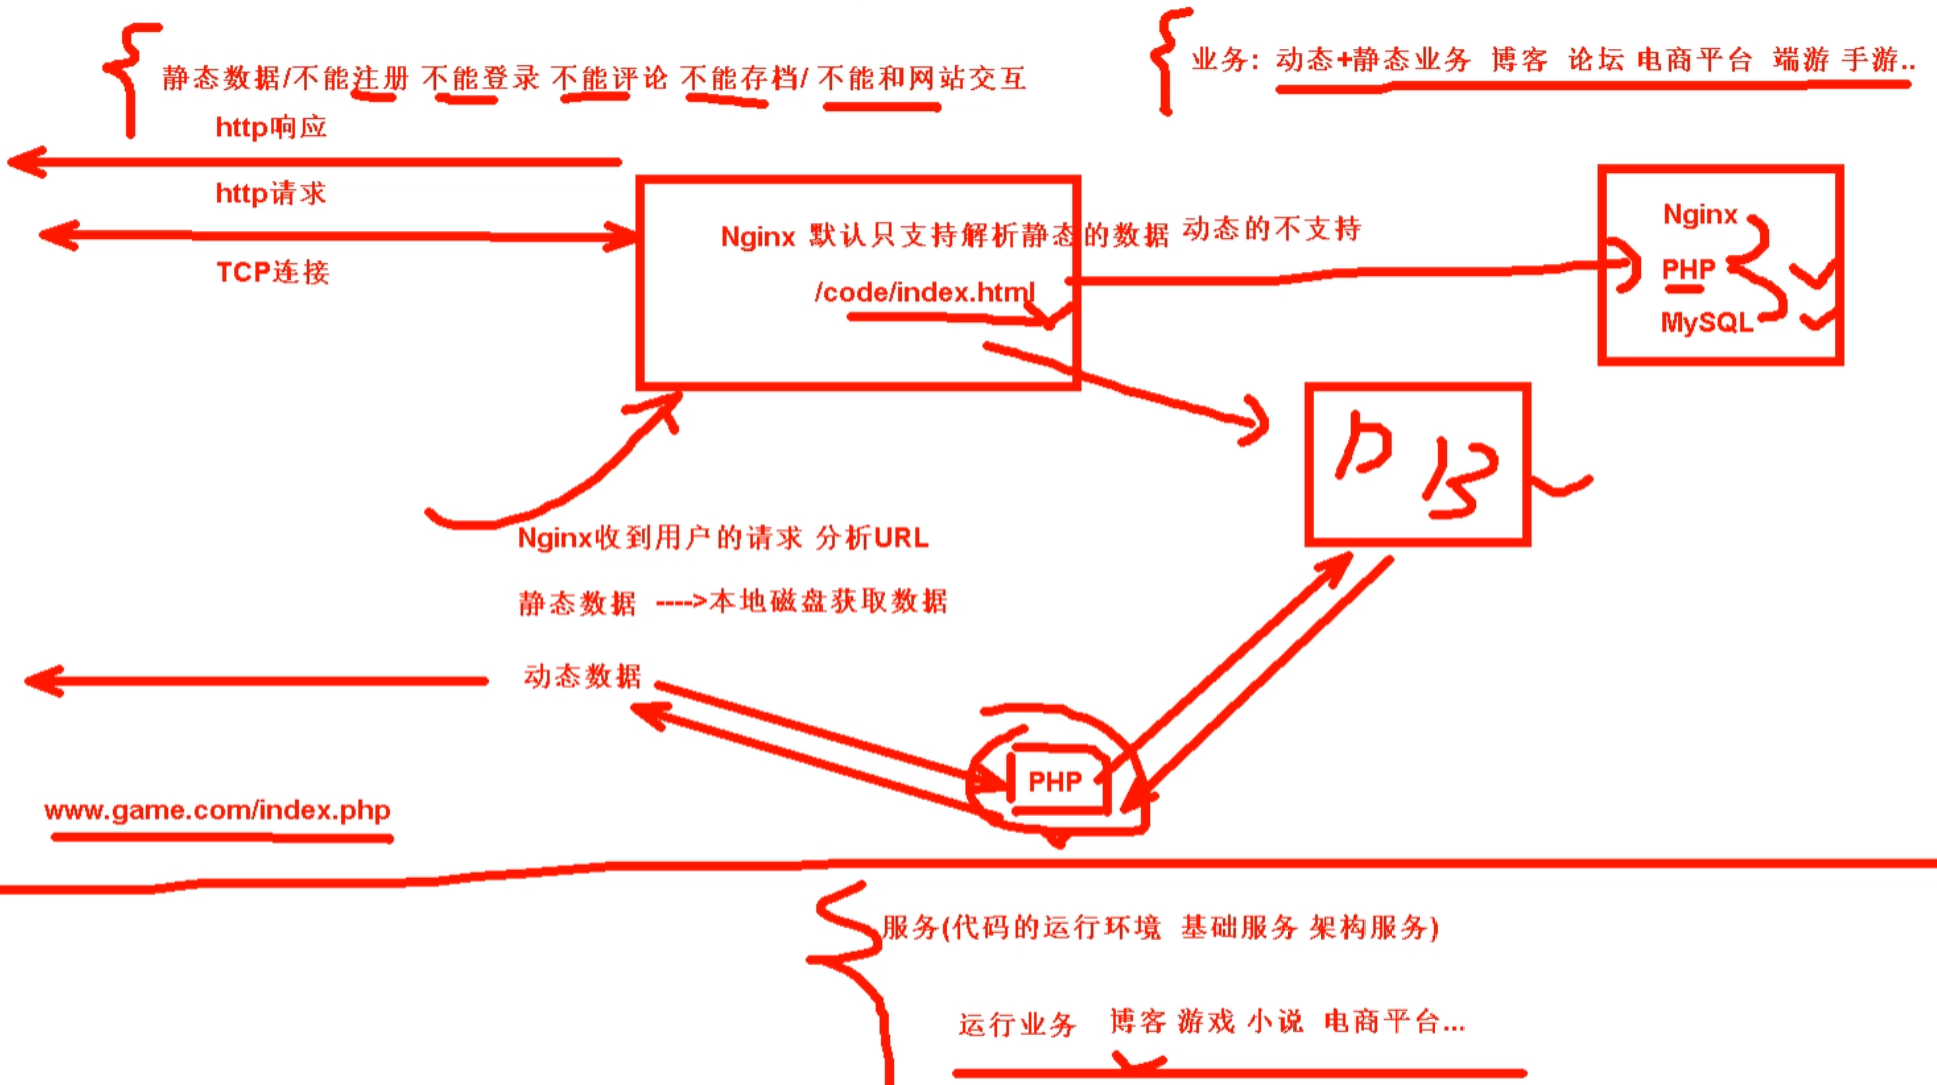 静态数据/不能注册 不能登录 不能评论 不能存档/ 不能和网站交互
业务: 动态+静态业务 博客 论坛 电商平台 端游 手游..
http响应
http请求
TCP连接
Nginx 默认只支持解析静态的数据 动态的不支持
/code/index.html
Nginx
PHP
MySQL
DB
Nginx收到用户的请求 分析URL
静态数据 ---->本地磁盘获取数据
动态数据
PHP
www.game.com/index.php
服务(代码的运行环境 基础服务 架构服务)
运行业务 博客 游戏 小说 电商平台...